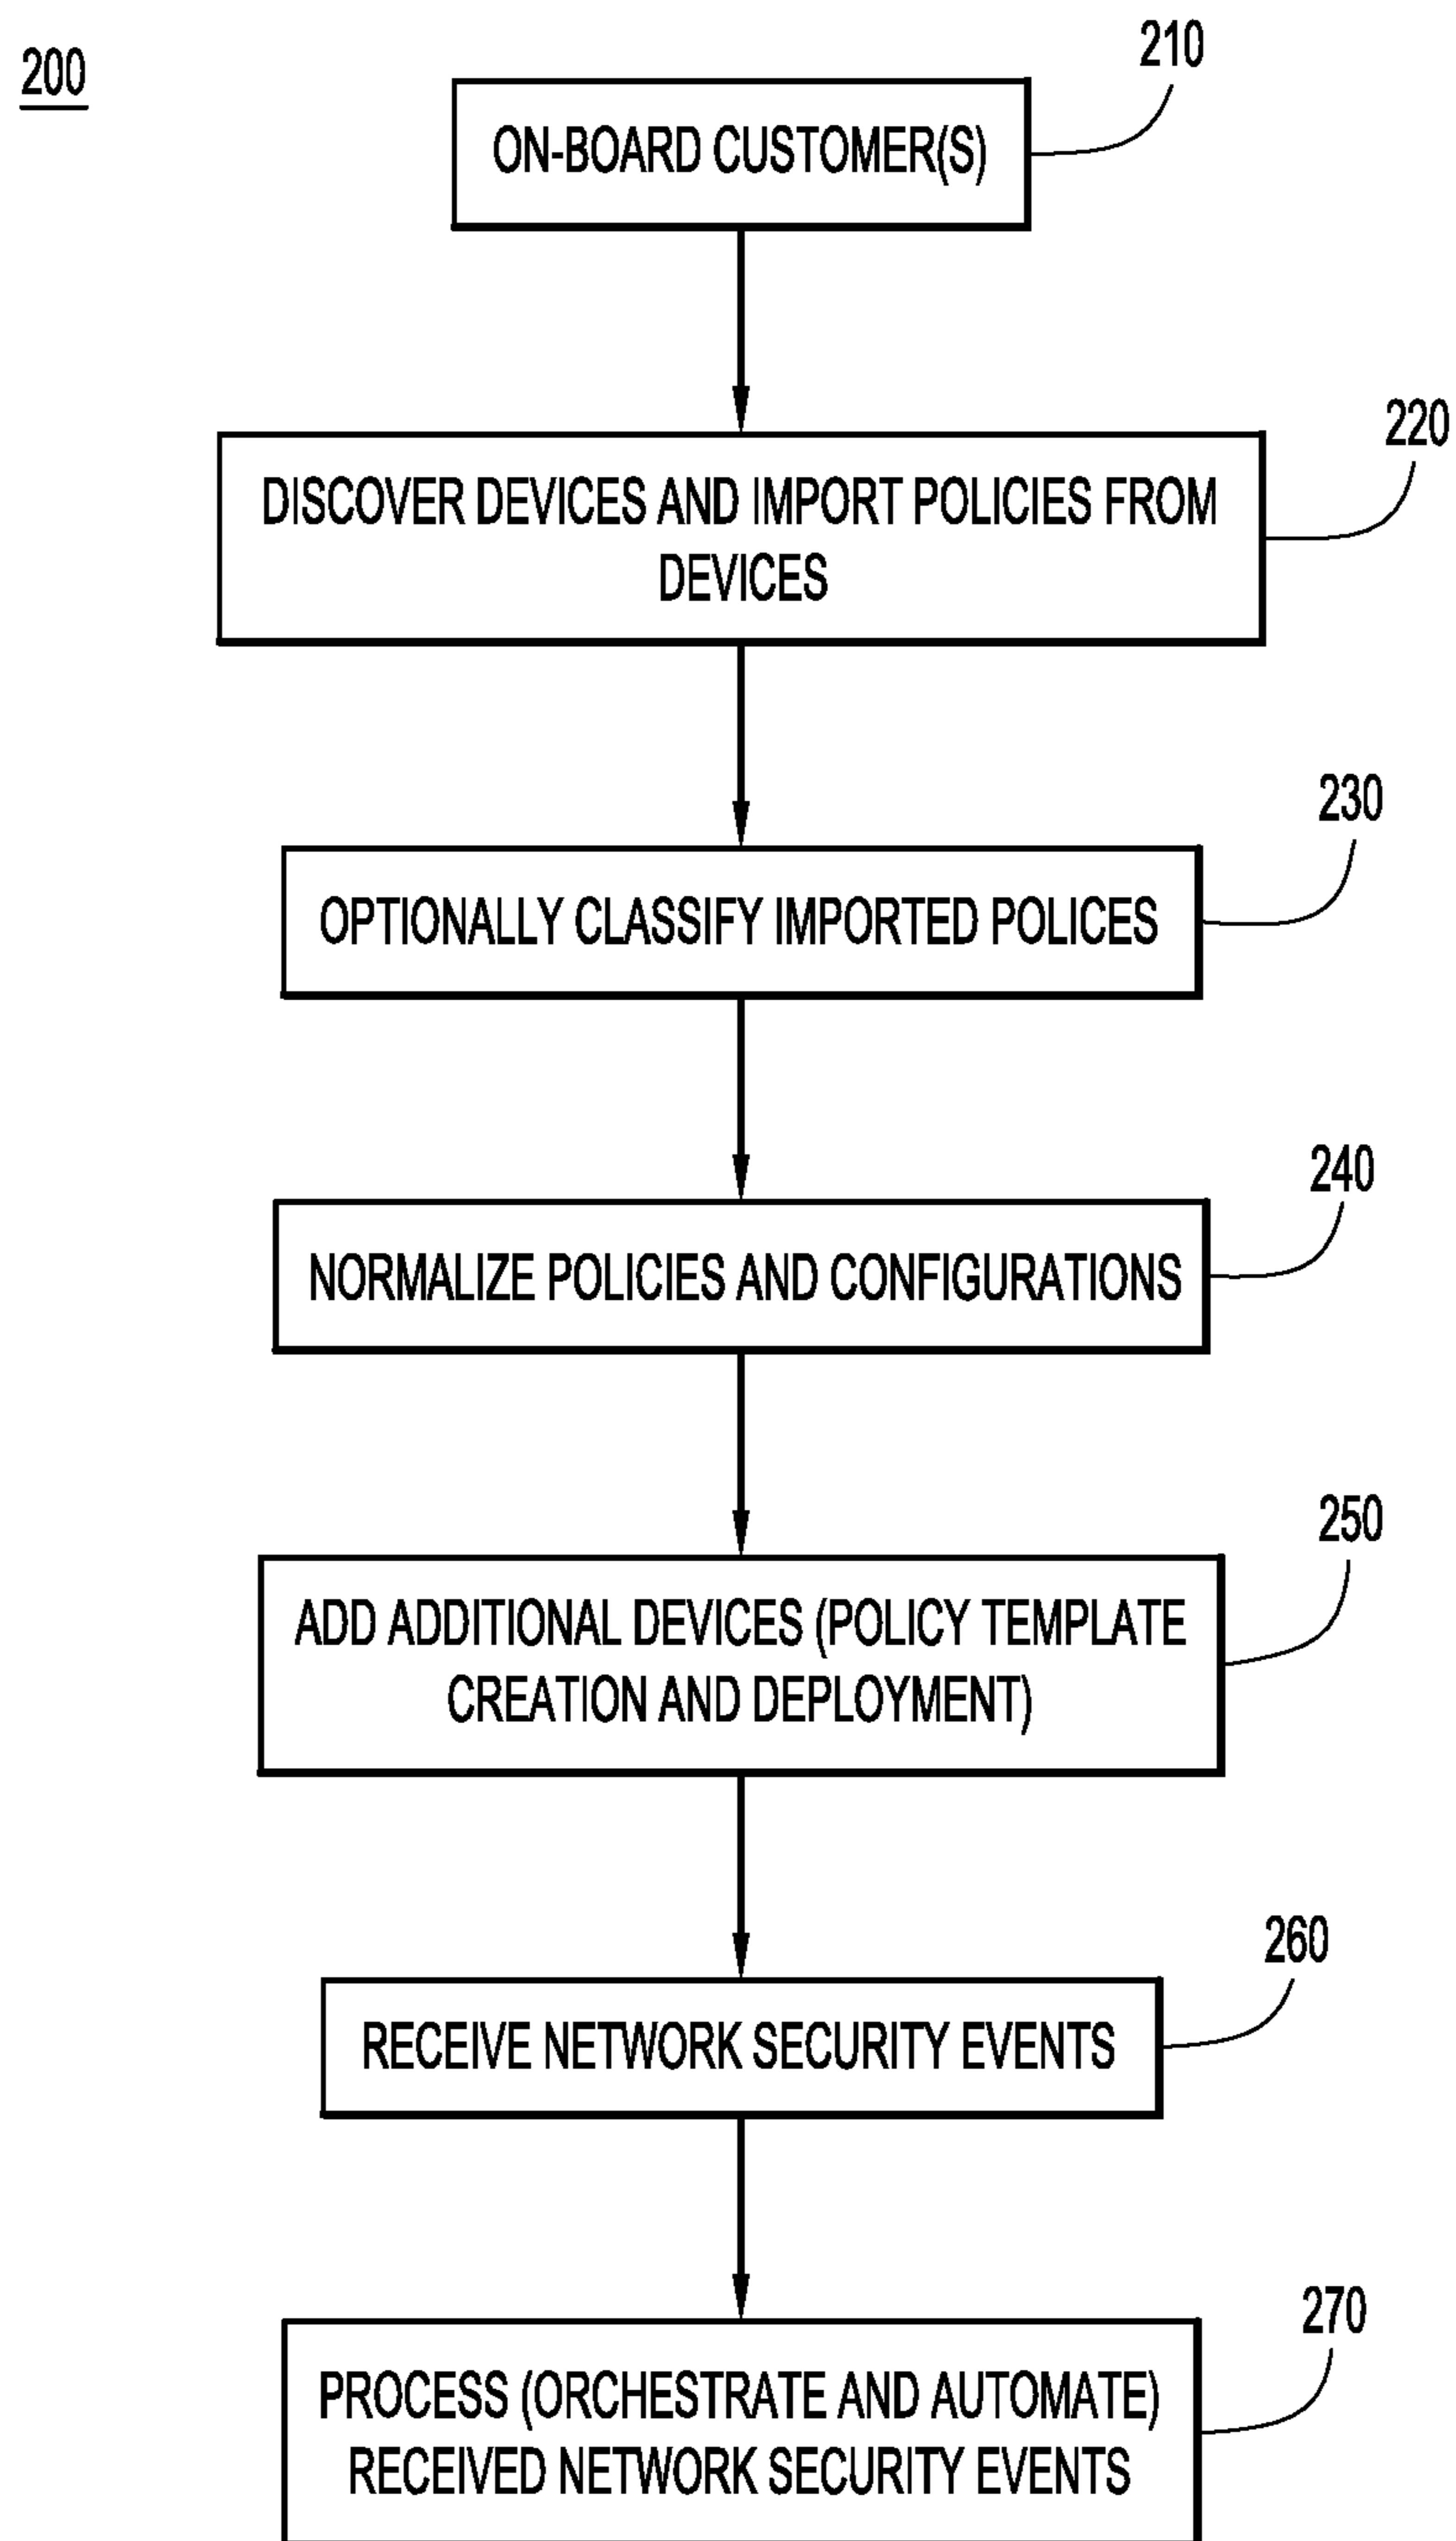 200
210
ON-BOARD CUSTOMER(S)
220
DISCOVER DEVICES AND IMPORT POLICIES FROM
DEVICES
230
OPTIONALLY CLASSIFY IMPORTED POLICES
240
NORMALIZE POLICIES AND CONFIGURATIONS
250
ADD ADDITIONAL DEVICES (POLICY TEMPLATE
CREATION AND DEPLOYMENT)
260
RECEIVE NETWORK SECURITY EVENTS
270
PROCESS (ORCHESTRATE AND AUTOMATE)
RECEIVED NETWORK SECURITY EVENTS